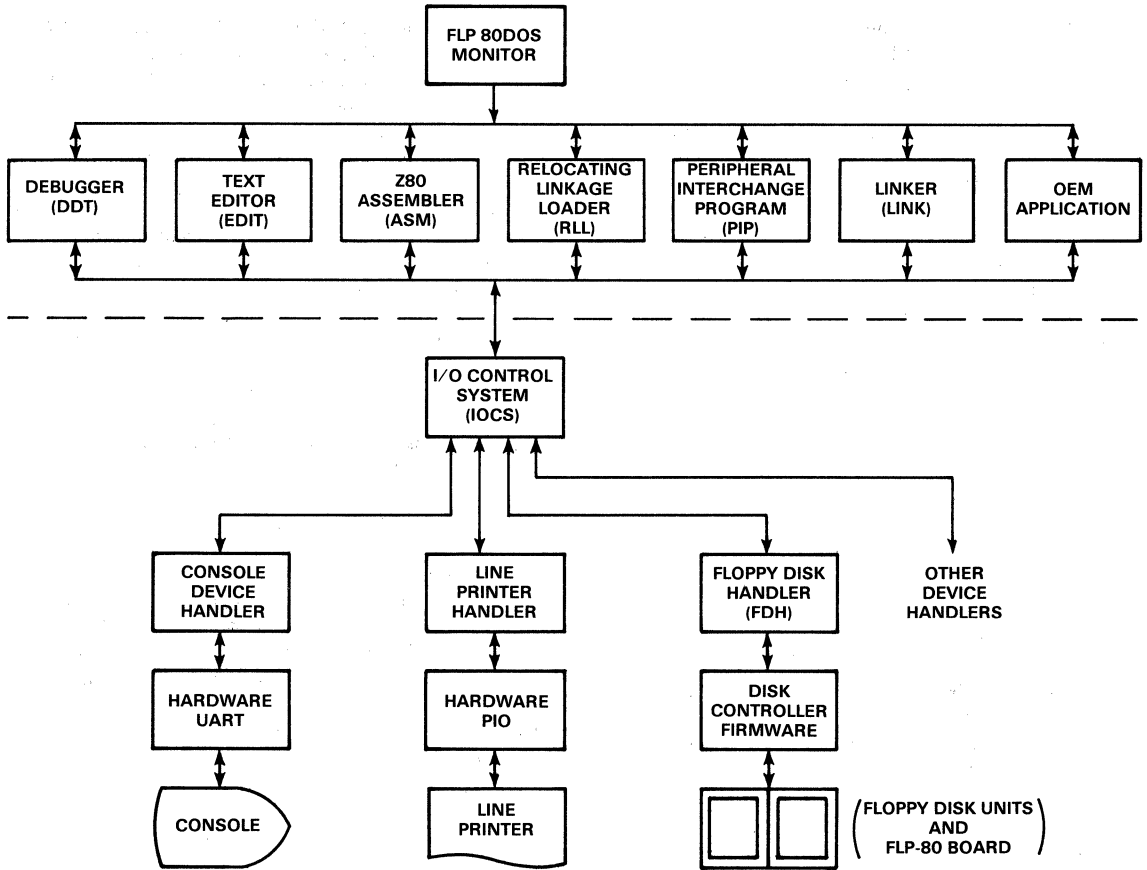 FLP 80DOS
MONITOR
DEBUGGER
(DDT)
TEXT
EDITOR
(EDIT)
Z80
ASSEMBLER
(ASM)
RELOCATING
LINKAGE
LOADER
(RLL)
PERIPHERAL
INTERCHANGE
PROGRAM
(PIP)
LINKER
(LINK)
OEM
APPLICATION
I/O CONTROL
SYSTEM
(IOCS)
CONSOLE
DEVICE
HANDLER
LINE
PRINTER
HANDLER
FLOPPY DISK
HANDLER
(FDH)
OTHER
DEVICE
HANDLERS
HARDWARE
UART
HARDWARE
PIO
DISK
CONTROLLER
FIRMWARE
CONSOLE
LINE
PRINTER
(FLOPPY DISK UNITS
AND
FLP-80 BOARD)